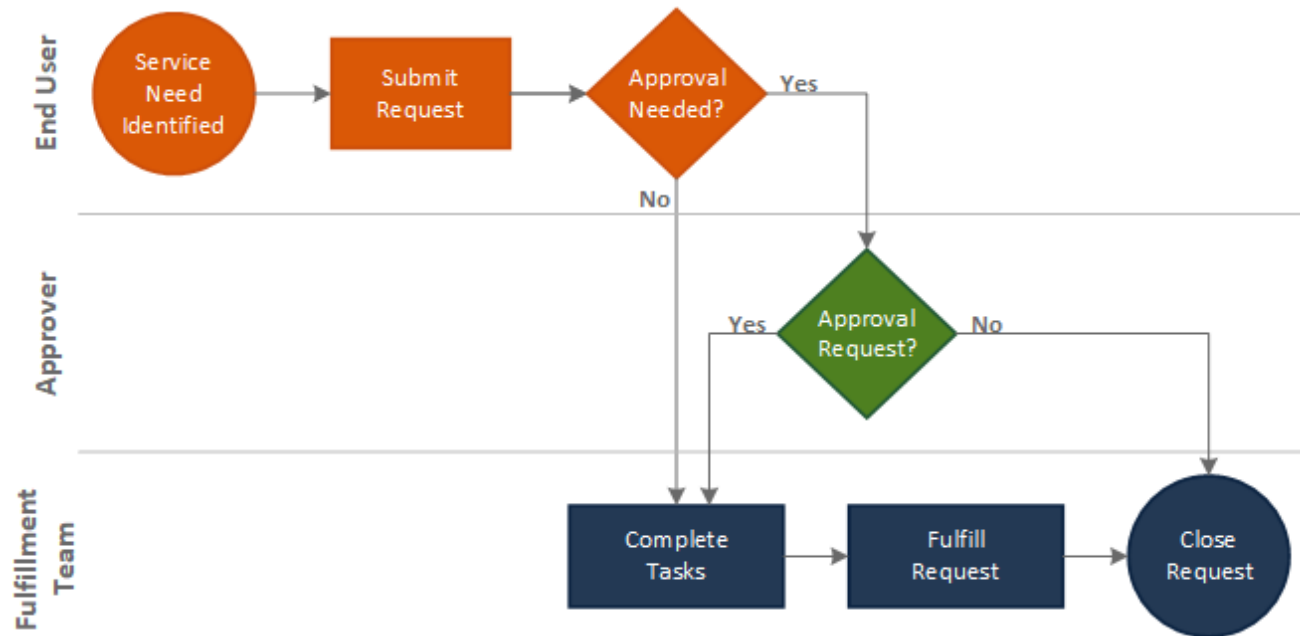 End User
Service
Need
Identified
Submit
Request
Approval
Needed?
Yes
No
Approver
Yes
Approval
Request?
No
Fulfillment
Team
Complete
Tasks
Fulfill
Request
Close
Request